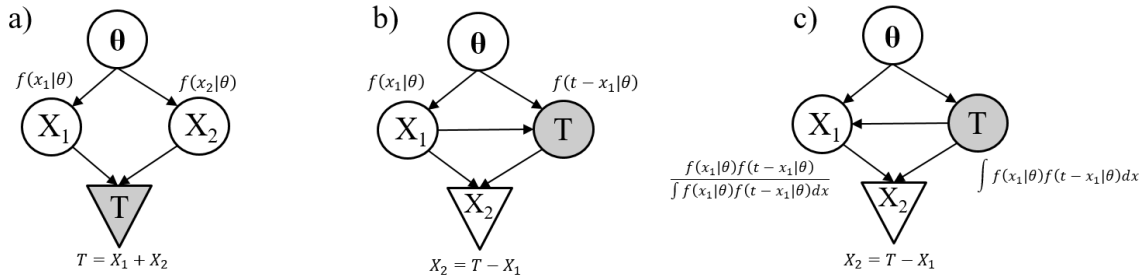 a)
θ
f(x₁|θ)
f(x₂|θ)
X₁
X₂
T
T = X₁ + X₂
b)
θ
f(x₁|θ)
f(t − x₁|θ)
X₁
T
X₂
X₂ = T − X₁
c)
θ
X₁
T
f(x₁|θ)f(t − x₁|θ)
∫ f(x₁|θ)f(t − x₁|θ)dx
∫ f(x₁|θ)f(t − x₁|θ)dx
X₂
X₂ = T − X₁